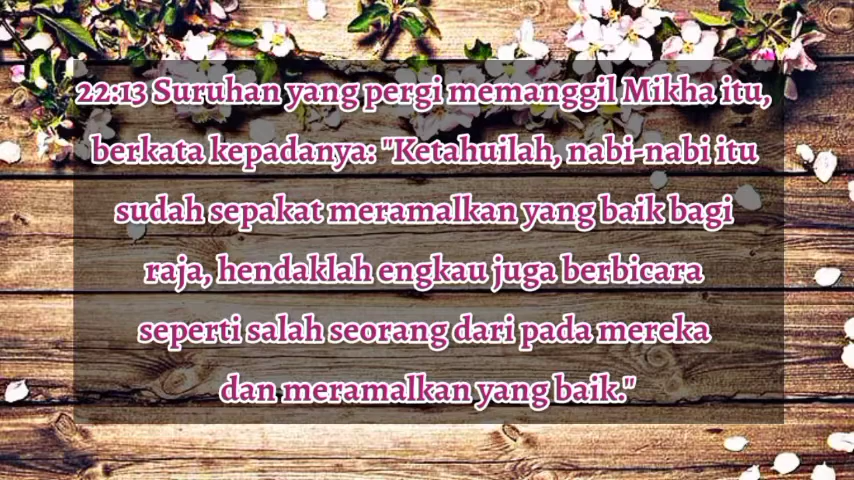 22:13 Suruhan yang pergi memanggil Mikha itu,
berkata kepadanya: "Ketahuilah, nabi-nabi itu
sudah sepakat meramalkan yang baik bagi
raja, hendaklah engkau juga berbicara
seperti salah seorang dari pada mereka
dan meramalkan yang baik."